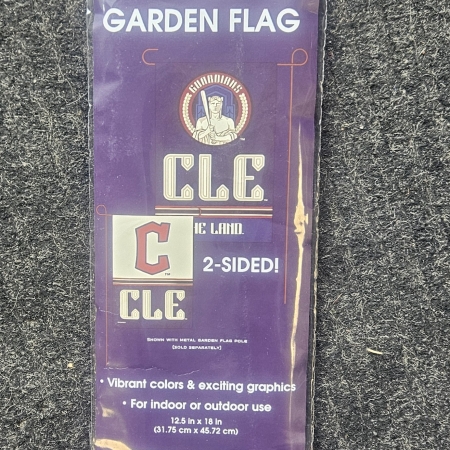 GARDEN FLAG
GUARDIANS
CLE
HE LAND.
C
2-SIDED!
CLE
SHOWN WITH METAL GARDEN FLAG POLE
(SOLD SEPARATELY)
• Vibrant colors & exciting graphics
• For indoor or outdoor use
12.5 in x 18 in
(31.75 cm x 45.72 cm)